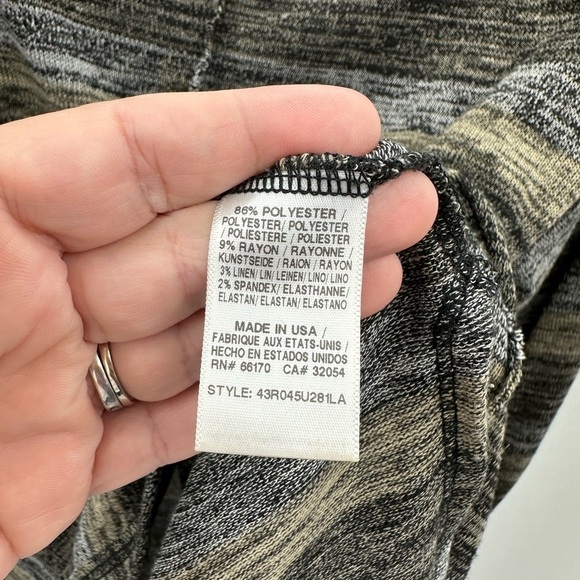 86% POLYESTER /
POLYESTER/ POLYESTER
/ POLIESTERE / POLIESTER
9% RAYON / RAYONNE/
KUNSTSEIDE / RAION / RAYON
3% LINEN/ LIN/ LEINEN/ LINO/ LINO
2% SPANDEX/ ELASTHANNE/
ELASTAN/ ELASTAN/ ELASTANO
MADE IN USA /
FABRIQUE AUX ETATS-UNIS/
/ HECHO EN ESTADOS UNIDOS
RN# 66170 CA# 32054
STYLE: 43R045U281LA